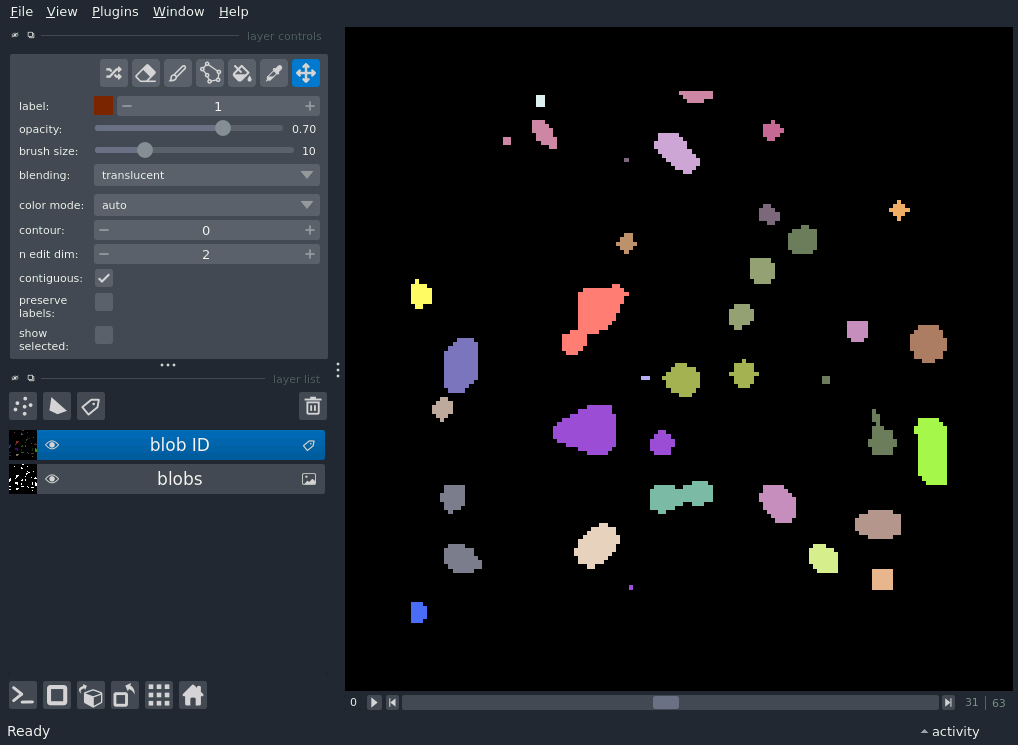 File View Plugins Window Help
layer controls
label: 1
opacity: 0.70
brush size: 10
blending: translucent
color mode: auto
contour: 0
n edit dim: 2
contiguous:
preserve
labels:
show
selected:
layer list
blob ID
blobs
0 31 63
Ready activity